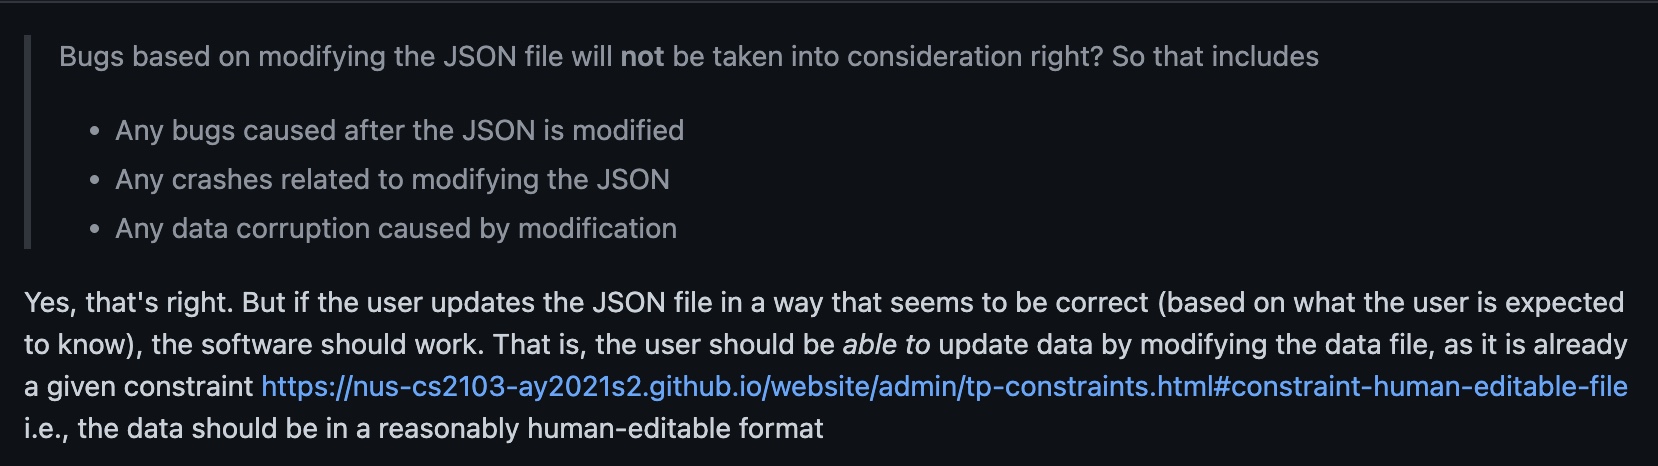 Bugs based on modifying the JSON file will not be taken into consideration right? So that includes
• Any bugs caused after the JSON is modified
• Any crashes related to modifying the JSON
• Any data corruption caused by modification
Yes, that's right. But if the user updates the JSON file in a way that seems to be correct (based on what the user is expected
to know), the software should work. That is, the user should be able to update data by modifying the data file, as it is already
a given constraint https://nus-cs2103-ay2021s2.github.io/website/admin/tp-constraints.html#constraint-human-editable-file
i.e., the data should be in a reasonably human-editable format